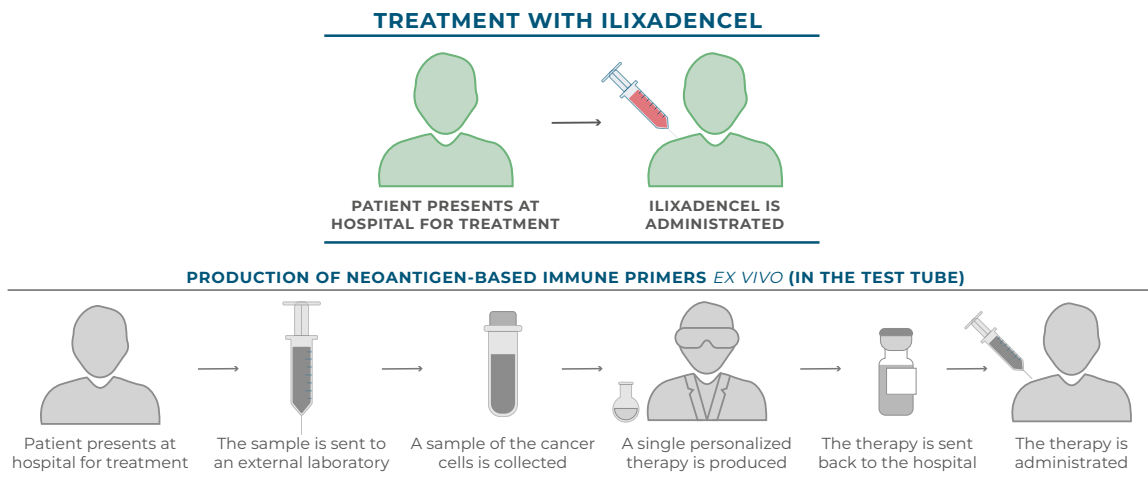 TREATMENT WITH ILIXADENCEL
PATIENT PRESENTS AT
HOSPITAL FOR TREATMENT
ILIXADENCEL IS
ADMINISTRATED
PRODUCTION OF NEOANTIGEN-BASED IMMUNE PRIMERS EX VIVO (IN THE TEST TUBE)
Patient presents at
hospital for treatment
The sample is sent to
an external laboratory
A sample of the cancer
cells is collected
A single personalized
therapy is produced
The therapy is sent
back to the hospital
The therapy is
administrated